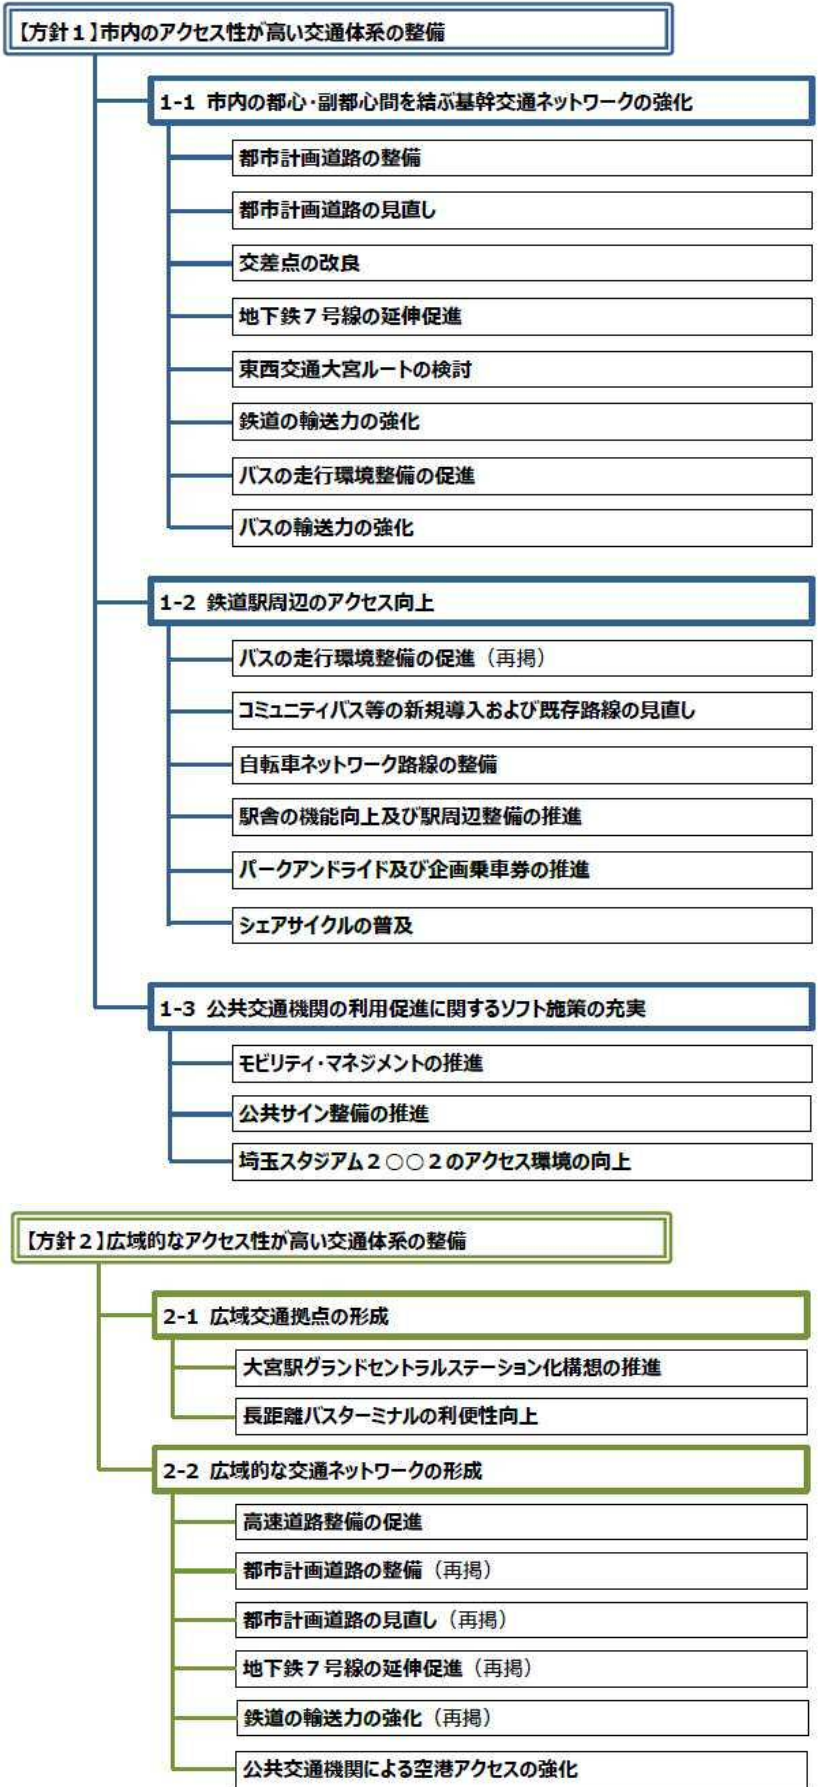 【方針１】市内のアクセス性が高い交通体系の整備
1-1 市内の都心・副都心間を結ぶ基幹交通ネットワークの強化
都市計画道路の整備
都市計画道路の見直し
交差点の改良
地下鉄７号線の延伸促進
東西交通大宮ルートの検討
鉄道の輸送力の強化
バスの走行環境整備の促進
バスの輸送力の強化
1-2 鉄道駅周辺のアクセス向上
バスの走行環境整備の促進（再掲）
コミュニティバス等の新規導入および既存路線の見直し
自転車ネットワーク路線の整備
駅舎の機能向上及び駅周辺整備の推進
パークアンドライド及び企画乗車券の推進
シェアサイクルの普及
1-3 公共交通機関の利用促進に関するソフト施策の充実
モビリティ・マネジメントの推進
公共サイン整備の推進
埼玉スタジアム２○○２のアクセス環境の向上
【方針２】広域的なアクセス性が高い交通体系の整備
2-1 広域交通拠点の形成
大宮駅グランドセントラルステーション化構想の推進
長距離バスターミナルの利便性向上
2-2 広域的な交通ネットワークの形成
高速道路整備の促進
都市計画道路の整備（再掲）
都市計画道路の見直し（再掲）
地下鉄７号線の延伸促進（再掲）
鉄道の輸送力の強化（再掲）
公共交通機関による空港アクセスの強化